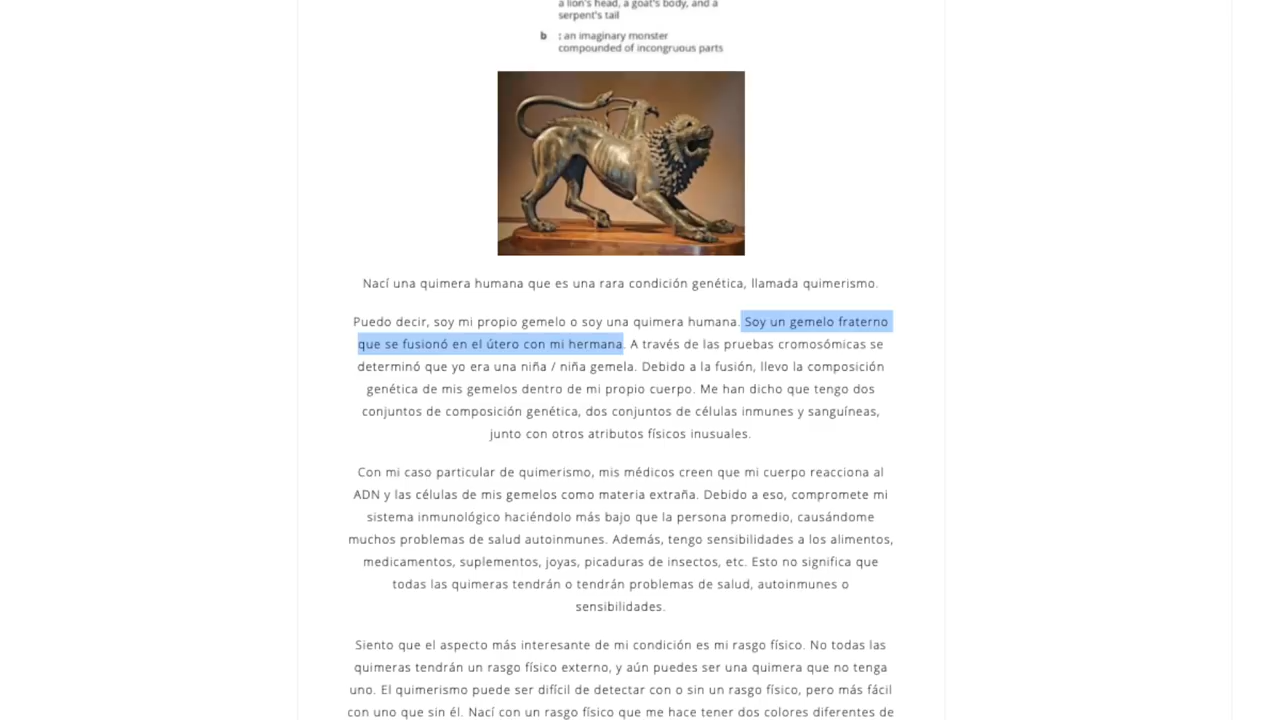 a lion's head, a goat's body, and a
serpent's tail
b : an imaginary monster
compounded of incongruous parts
Nací una quimera humana que es una rara condición genética, llamada quimerismo.
Puedo decir, soy mi propio gemelo o soy una quimera humana. Soy un gemelo fraterno
que se fusionó en el útero con mi hermana. A través de las pruebas cromosómicas se
determinó que yo era una niña / niña gemela. Debido a la fusión, llevo la composición
genética de mis gemelos dentro de mi propio cuerpo. Me han dicho que tengo dos
conjuntos de composición genética, dos conjuntos de células inmunes y sanguíneas,
junto con otros atributos físicos inusuales.
Con mi caso particular de quimerismo, mis médicos creen que mi cuerpo reacciona al
ADN y las células de mis gemelos como materia extraña. Debido a eso, compromete mi
sistema inmunológico haciéndolo más bajo que la persona promedio, causándome
muchos problemas de salud autoinmunes. Además, tengo sensibilidades a los alimentos,
medicamentos, suplementos, joyas, picaduras de insectos, etc. Esto no significa que
todas las quimeras tendrán o tendrán problemas de salud, autoinmunes o
sensibilidades.
Siento que el aspecto más interesante de mi condición es mi rasgo físico. No todas las
quimeras tendrán un rasgo físico externo, y aún puedes ser una quimera que no tenga
uno. El quimerismo puede ser difícil de detectar con o sin un rasgo físico, pero más fácil
con uno que sin él. Nací con un rasgo físico que me hace tener dos colores diferentes de